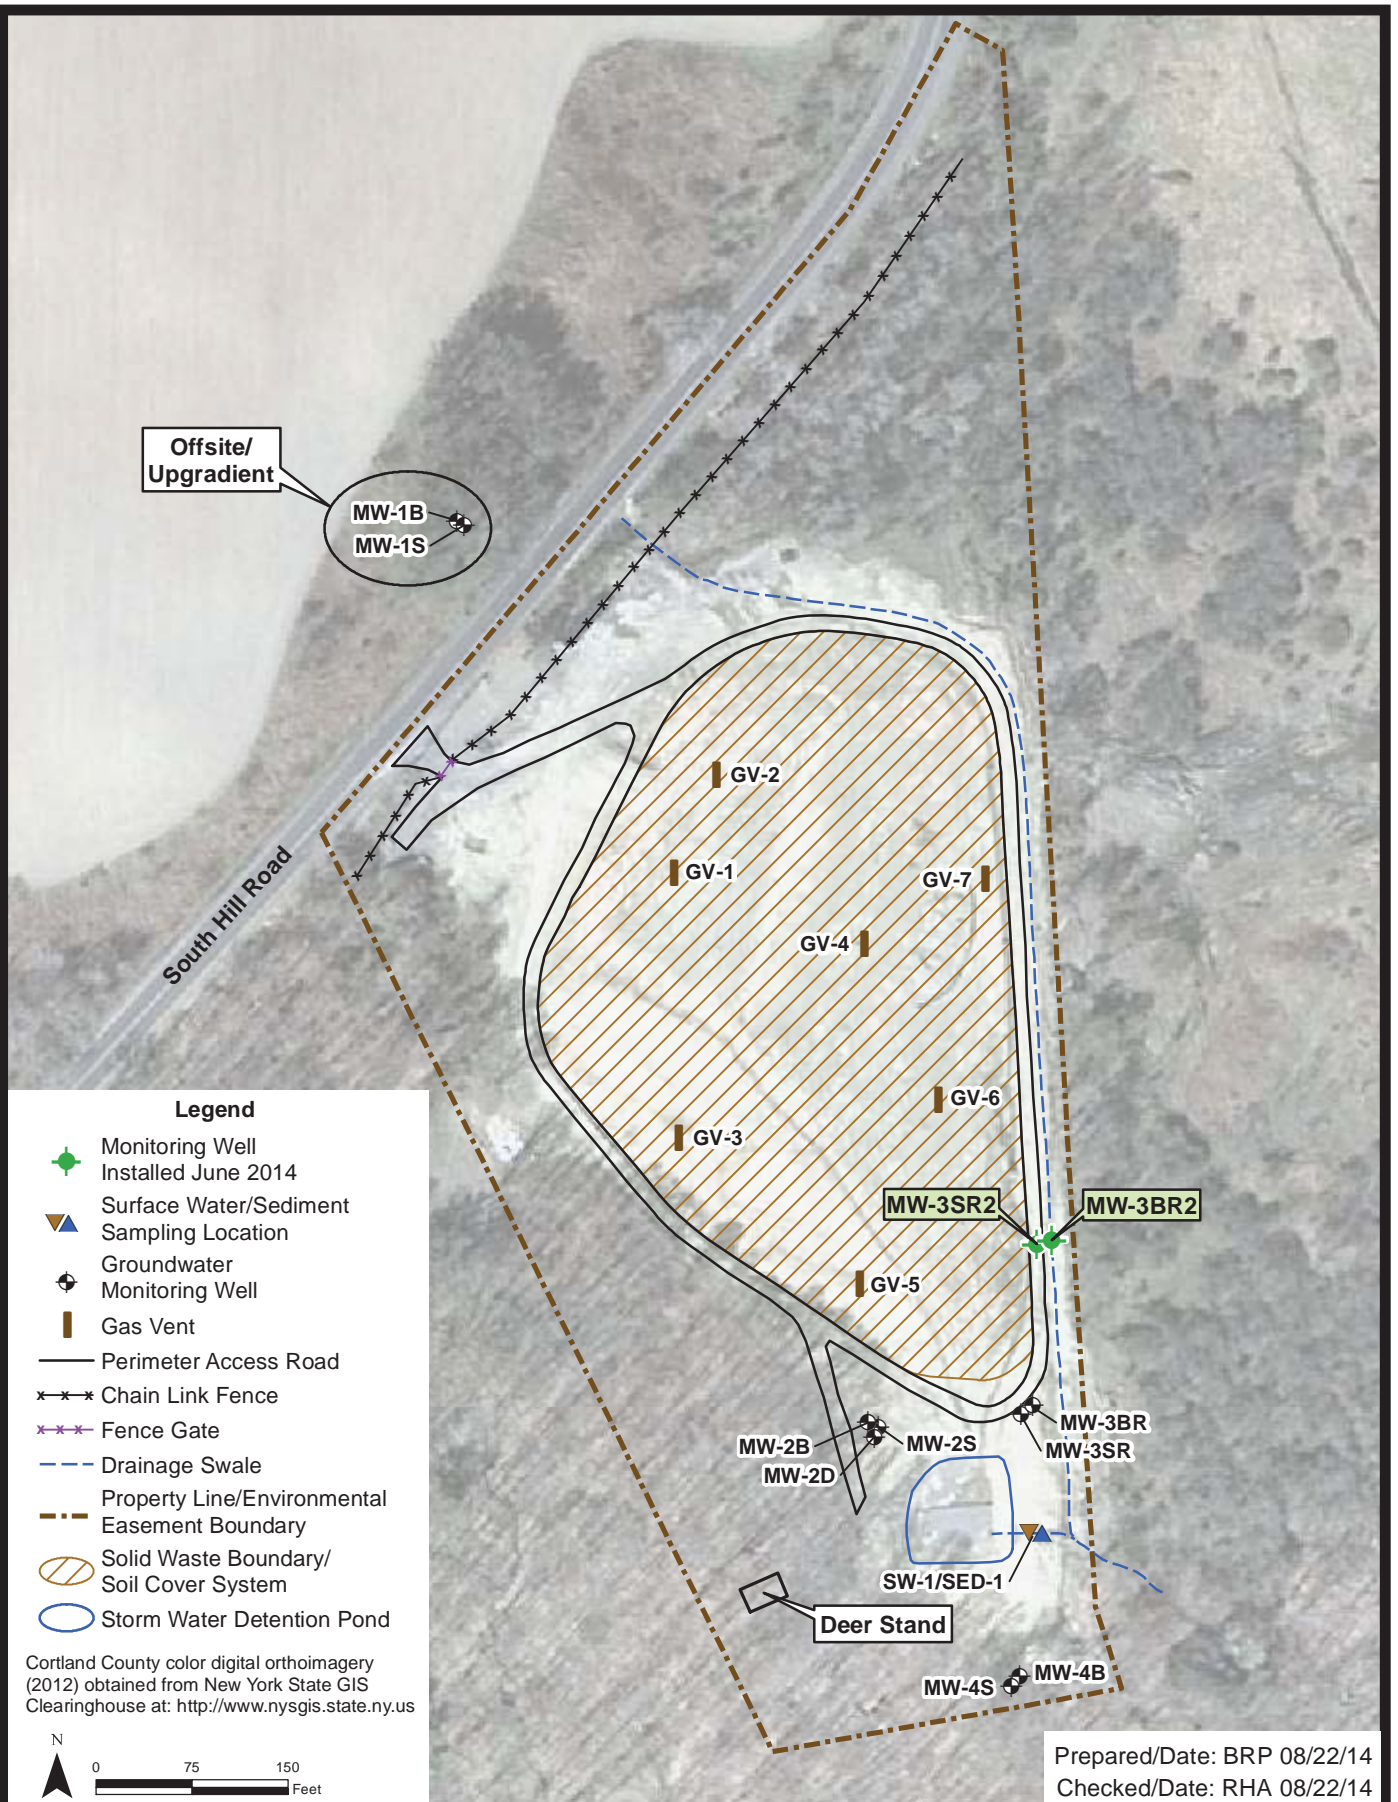 Offsite/
Upgradient
MW-1B
MW-1S
GV-2
GV-1
GV-7
GV-4
South Hill Road
GV-6
GV-3
MW-3SR2
MW-3BR2
GV-5
MW-3BR
MW-2B
MW-2S
MW-3SR
MW-2D
SW-1/SED-1
Deer Stand
MW-4B
MW-4S
Legend
Monitoring Well
Installed June 2014
Surface Water/Sediment
Sampling Location
Groundwater
Monitoring Well
Gas Vent
Perimeter Access Road
Chain Link Fence
Fence Gate
Drainage Swale
Property Line/Environmental
Easement Boundary
Solid Waste Boundary/
Soil Cover System
Storm Water Detention Pond
Cortland County color digital orthoimagery
(2012) obtained from New York State GIS
Clearinghouse at: http://www.nysgis.state.ny.us
N
0 75 150
Feet
Prepared/Date: BRP 08/22/14
Checked/Date: RHA 08/22/14